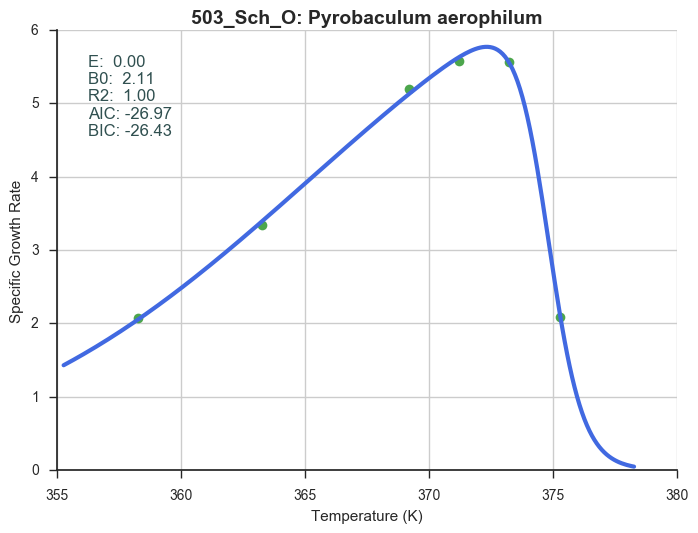 503_Sch_O: Pyrobaculum aerophilum
E: 0.00
B0: 2.11
R2: 1.00
AIC: -26.97
BIC: -26.43
6
5
4
3
2
1
0
Specific Growth Rate
355 360 365 370 375 380
Temperature (K)